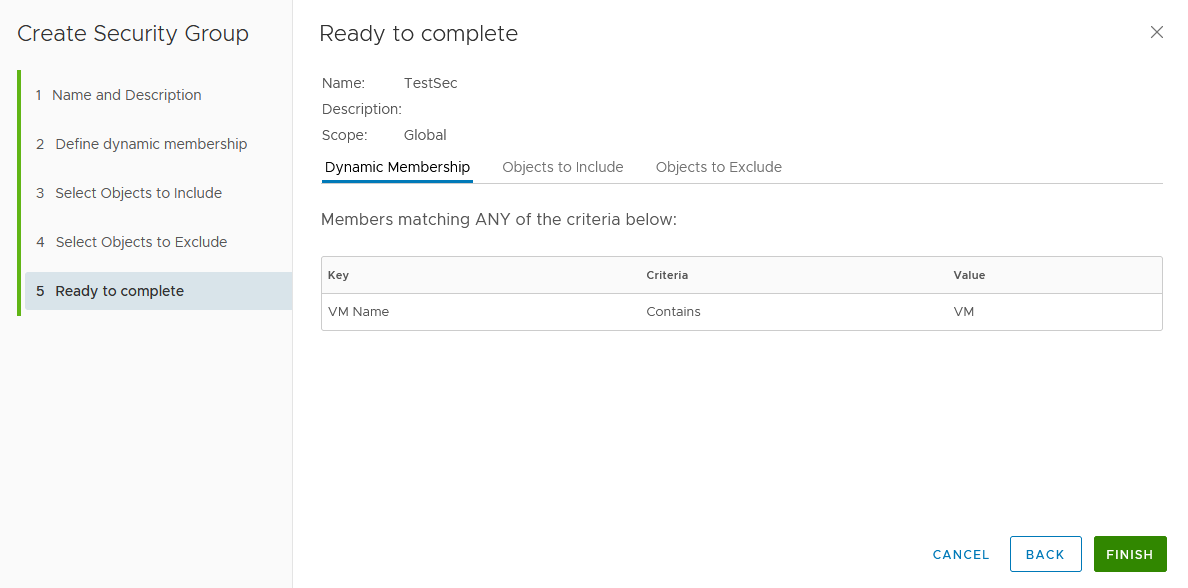 Create Security Group
1 Name and Description
2 Define dynamic membership
3 Select Objects to Include
4 Select Objects to Exclude
5 Ready to complete
Ready to complete
Name: TestSec
Description:
Scope: Global
Dynamic Membership Objects to Include Objects to Exclude
Members matching ANY of the criteria below:
Key Criteria Value
VM Name Contains VM
CANCEL BACK FINISH